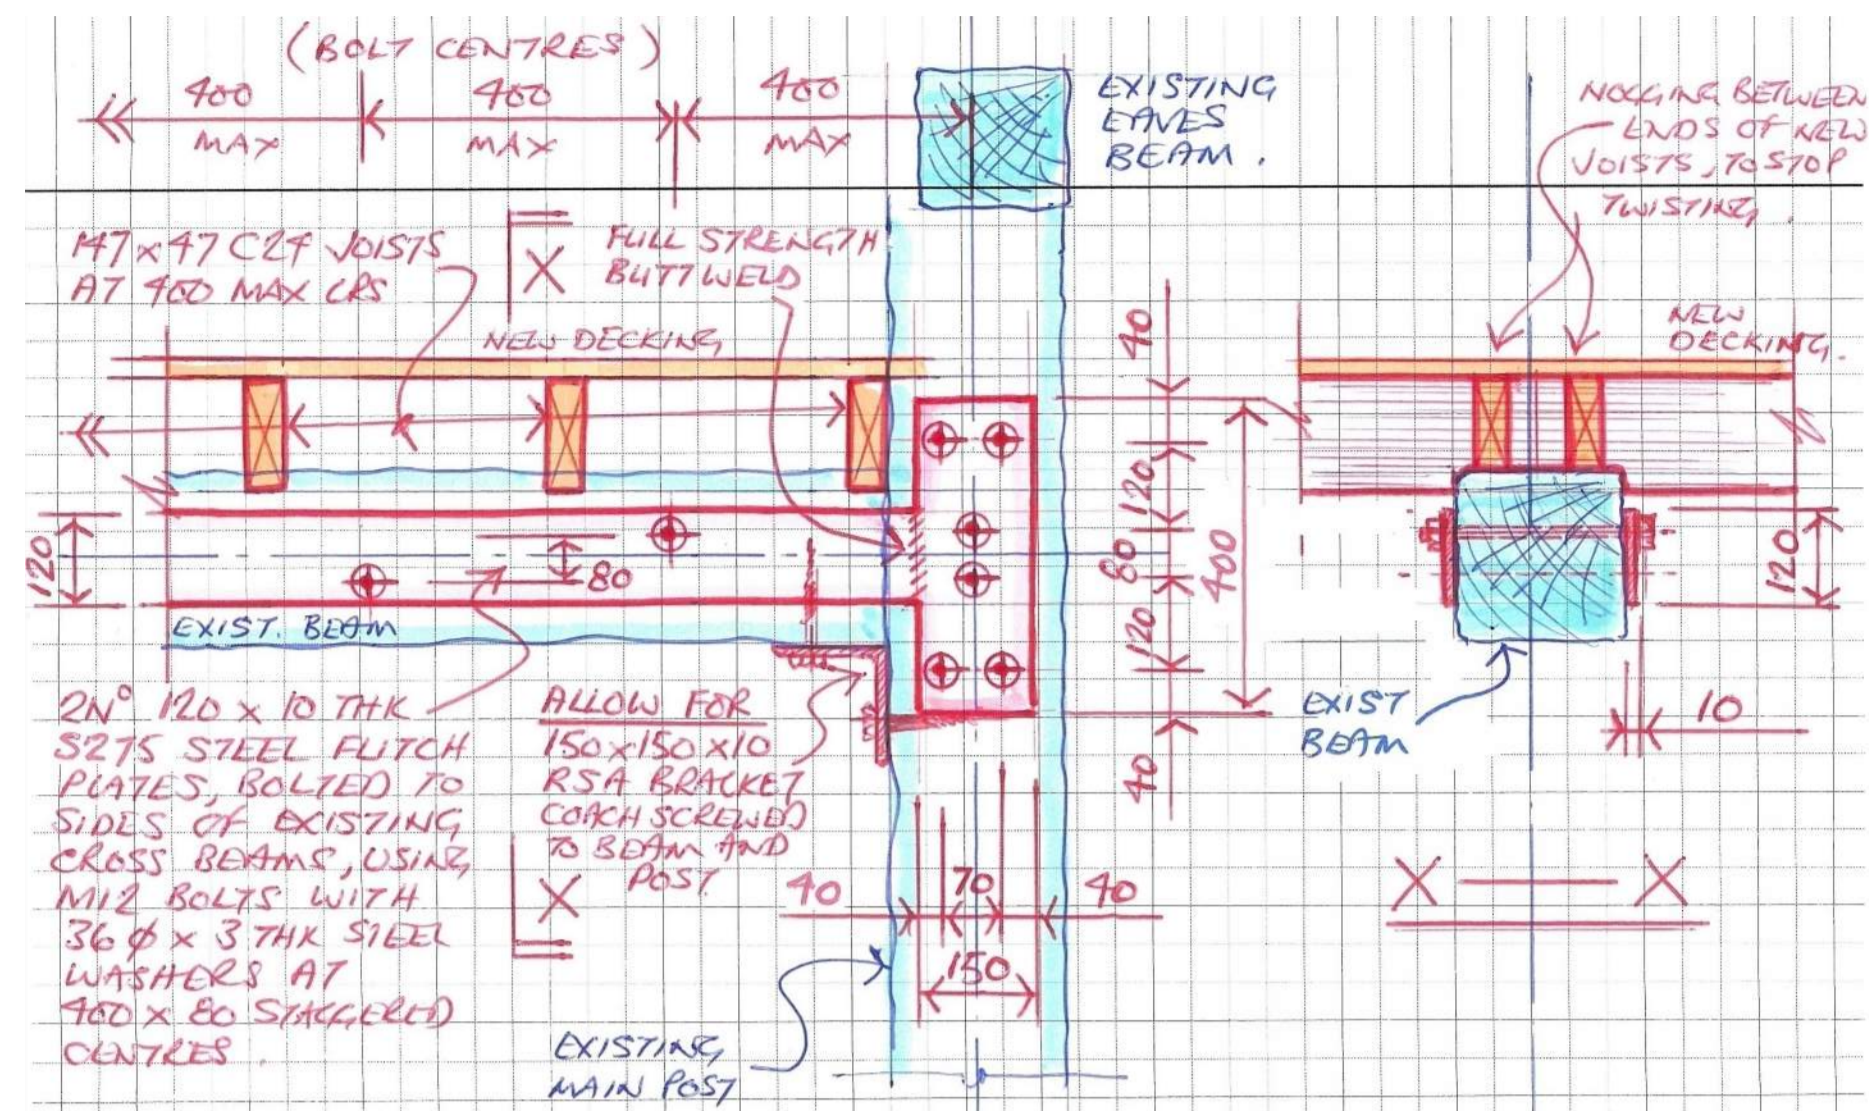 (BOLT CENTRES)
400
MAX
400
MAX
400
MAX
EXISTING
EAVES
BEAM.
NOGGING BETWEEN
ENDS OF NEW
JOISTS, TO STOP
TWISTING.
147 x 47 C24 JOISTS
AT 400 MAX CRS
X
FULL STRENGTH
BUTT WELD
NEW DECKING
NEW
DECKING.
120
80
EXIST. BEAM
40
120
80
120
40
400
120
10
EXIST
BEAM
2Nº 120 x 10 THK
S275 STEEL FLITCH
PLATES, BOLTED TO
SIDES OF EXISTING
CROSS BEAMS, USING
M12 BOLTS WITH
36 φ x 3 THK STEEL
WASHERS AT
400 x 80 STAGGERED
CENTRES.
ALLOW FOR
150 x 150 x 10
RSA BRACKET
COACH SCREWED
TO BEAM AND
POST.
X
40
70
40
150
X — X
EXISTING
MAIN POST